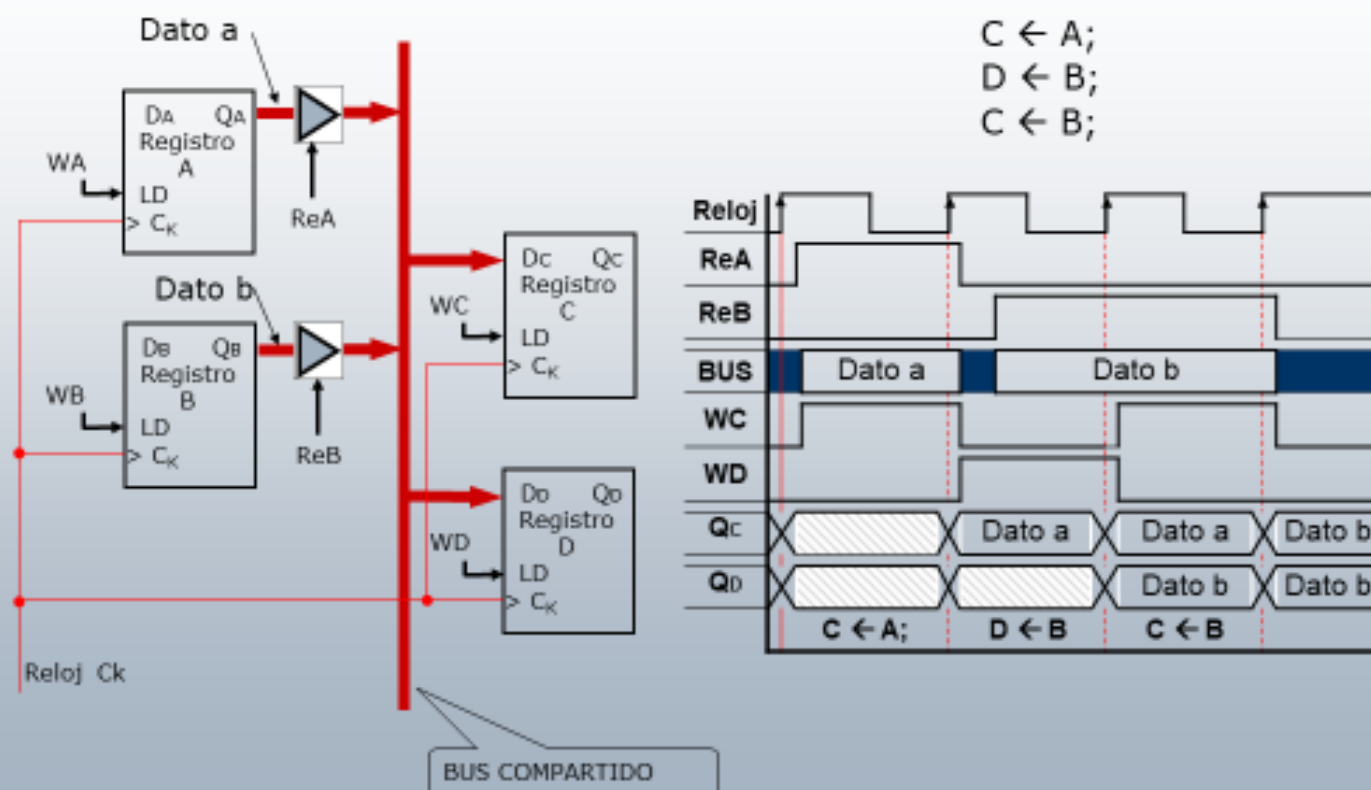 Dato a
DA QA
Registro
A
WA
LD
> CK
ReA
Dato b
DB QB
Registro
B
WB
LD
> CK
ReB
DC QC
Registro
C
WC
LD
> CK
DD QD
Registro
D
WD
LD
> CK
Reloj Ck
BUS COMPARTIDO
C ← A;
D ← B;
C ← B;
Reloj
ReA
ReB
BUS Dato a Dato b
WC
WD
QC Dato a Dato a Dato b
QD Dato b Dato b
C ← A; D ← B C ← B